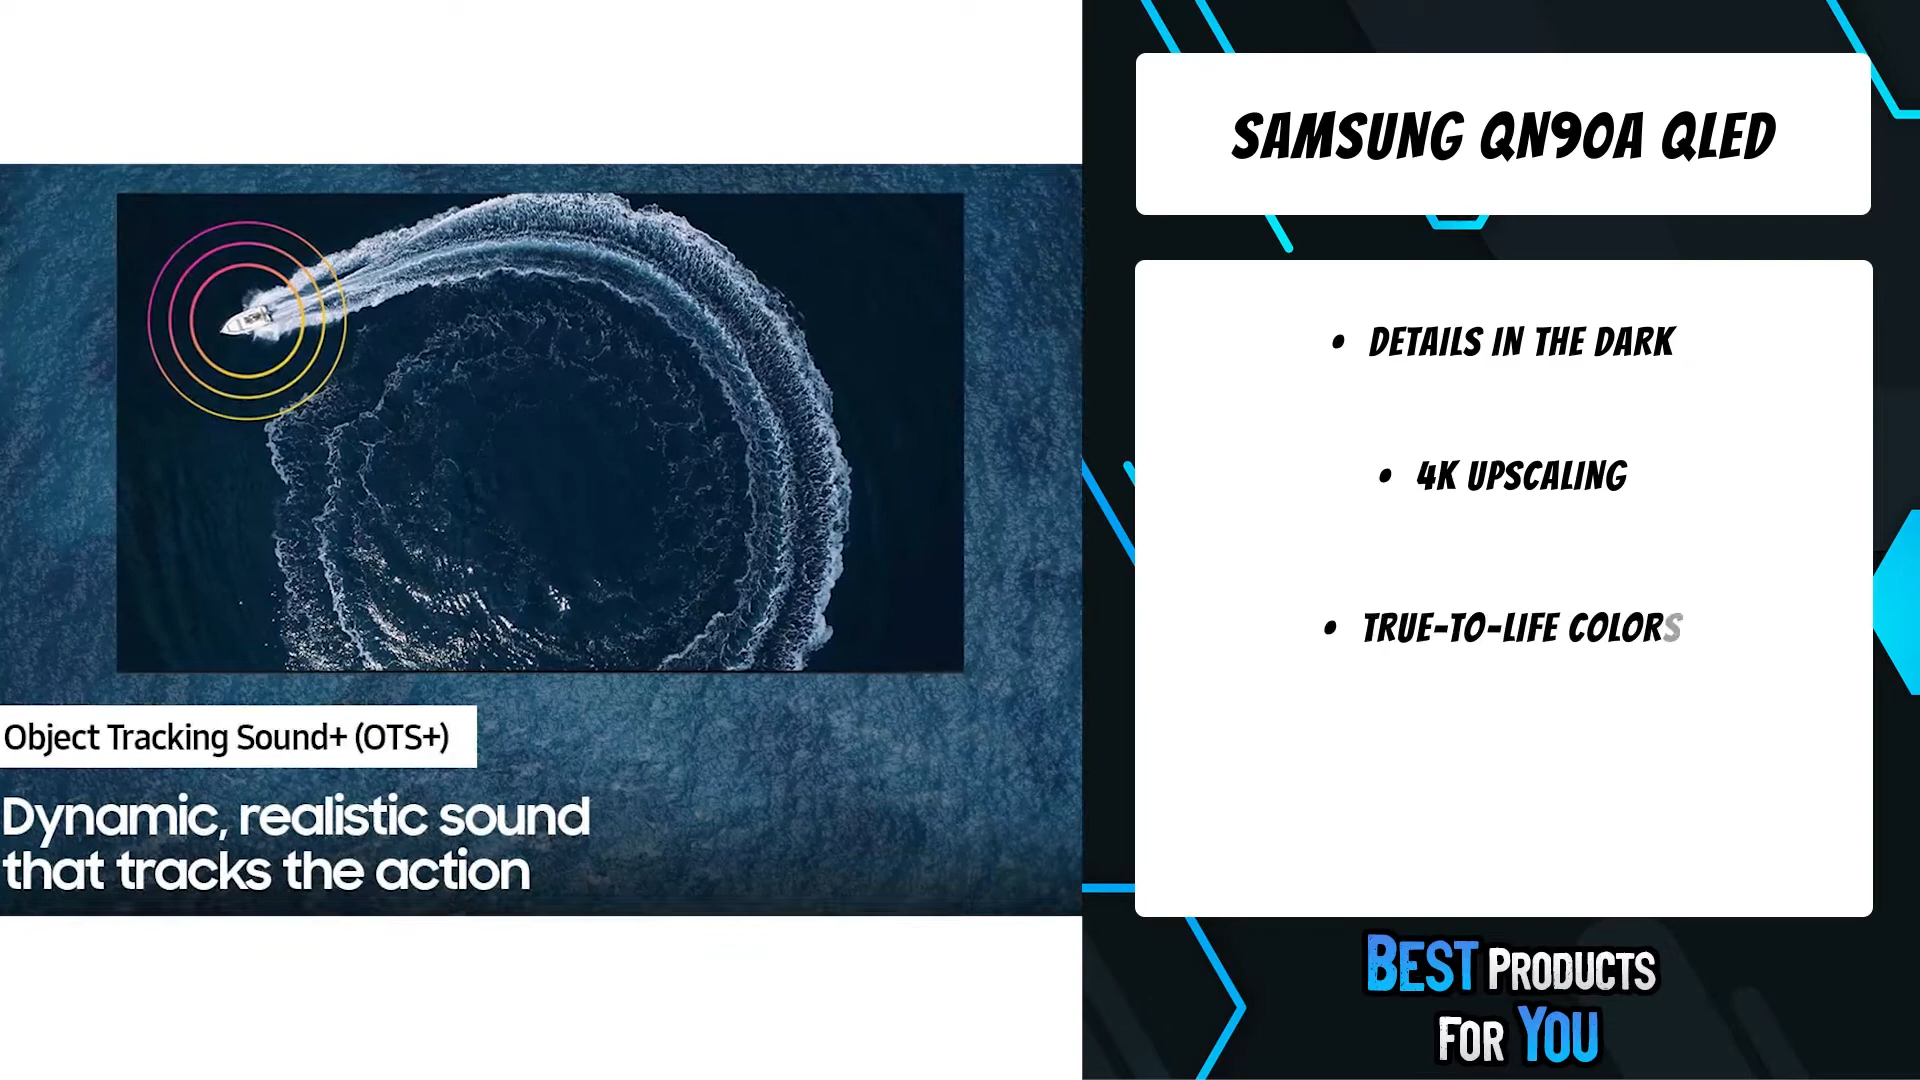 SAMSUNG QN90A QLED
• DETAILS IN THE DARK
• 4K UPSCALING
• TRUE-TO-LIFE COLORS
Object Tracking Sound+ (OTS+)
Dynamic, realistic sound
that tracks the action
BEST PRODUCTS
FOR YOU